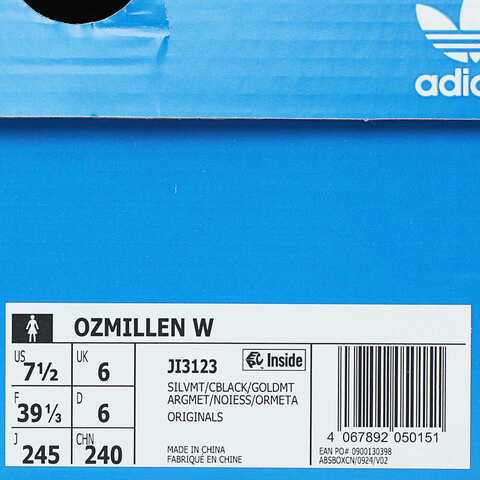 adid
OZMILLEN W
US 7½ UK 6
F 39⅓ D 6
J 245 CHN 240
JI3123
Inside
SILVMT/CBLACK/GOLDMT
ARGMET/NOIESS/ORMETA
ORIGINALS
MADE IN CHINA
FABRIQUÉ EN CHINE
4 067892 050151
EAN PO# 0900130398
ABSBOXCN/0924/V02